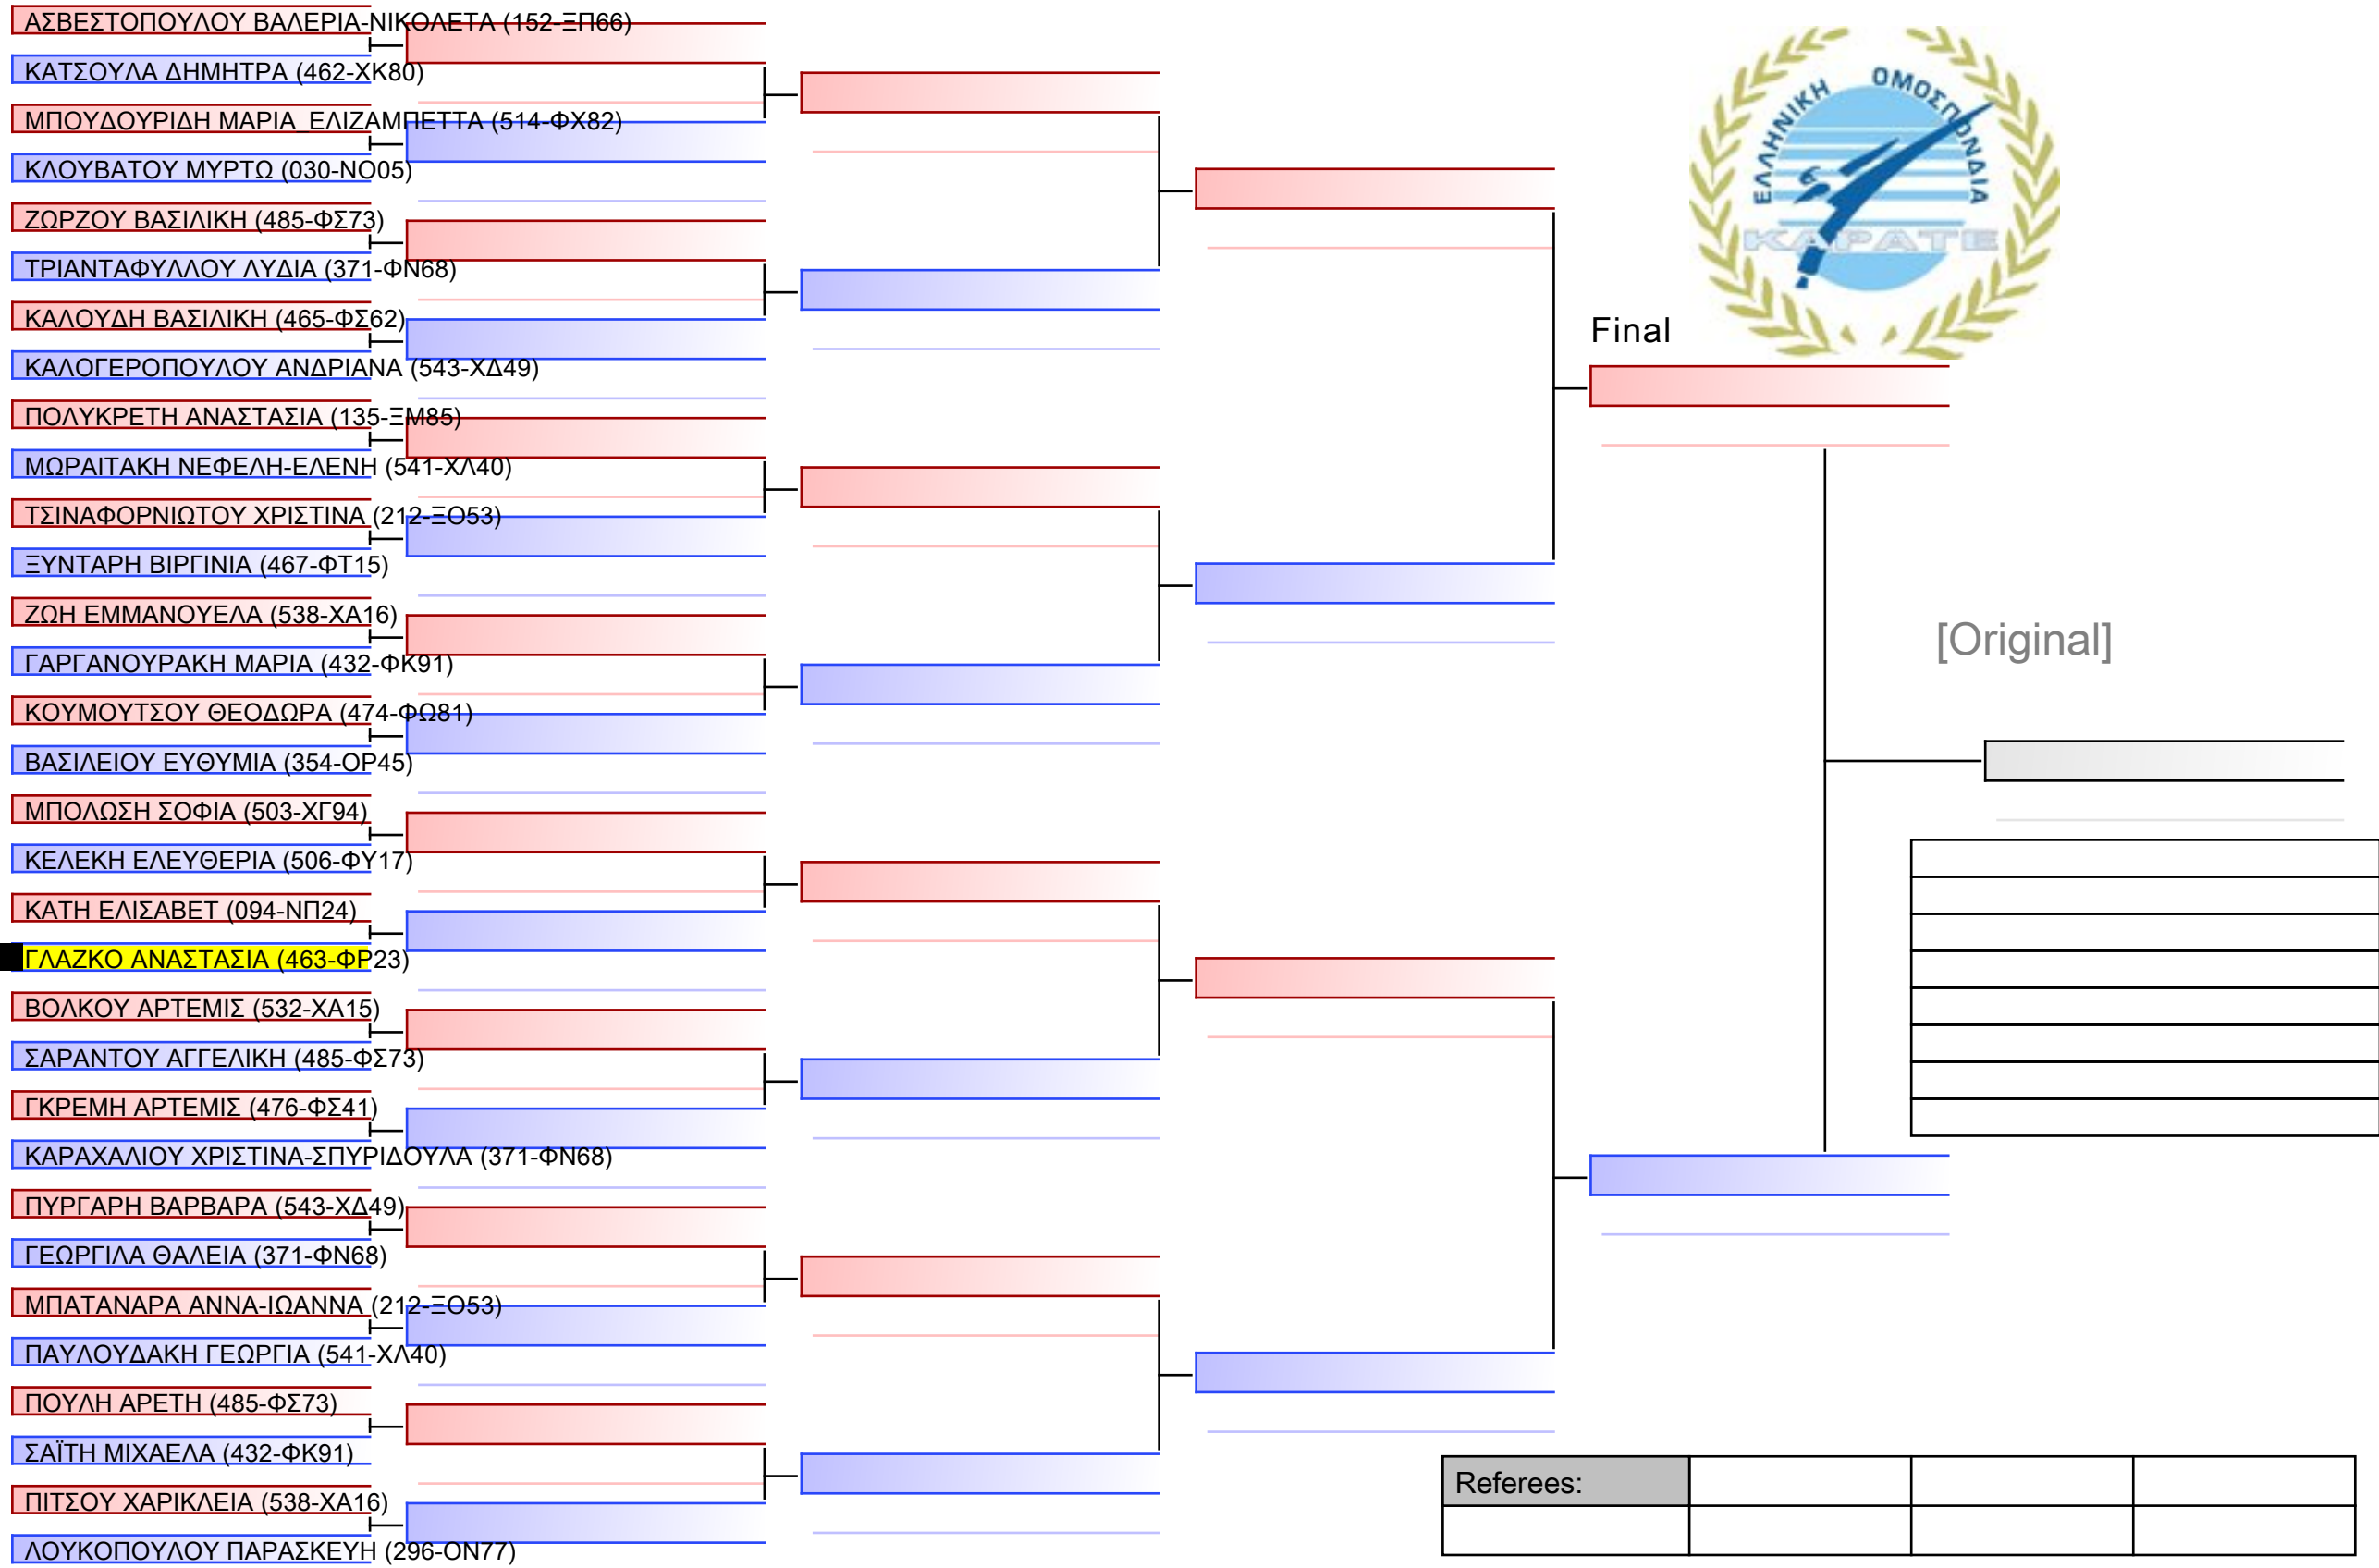 ΑΣΒΕΣΤΟΠΟΥΛΟΥ ΒΑΛΕΡΙΑ-ΝΙΚΟΛΕΤΑ (152-ΞΠ66)
ΚΑΤΣΟΥΛΑ ΔΗΜΗΤΡΑ (462-ΧΚ80)
ΜΠΟΥΔΟΥΡΙΔΗ ΜΑΡΙΑ ΕΛΙΖΑΜΠΕΤΤΑ (514-ΦΧ82)
ΚΛΟΥΒΑΤΟΥ ΜΥΡΤΩ (030-ΝΟ05)
ΖΩΡΖΟΥ ΒΑΣΙΛΙΚΗ (485-ΦΣ73)
ΤΡΙΑΝΤΑΦΥΛΛΟΥ ΛΥΔΙΑ (371-ΦΝ68)
ΚΑΛΟΥΔΗ ΒΑΣΙΛΙΚΗ (465-ΦΣ62)
ΚΑΛΟΓΕΡΟΠΟΥΛΟΥ ΑΝΔΡΙΑΝΑ (543-ΧΔ49)
ΠΟΛΥΚΡΕΤΗ ΑΝΑΣΤΑΣΙΑ (135-ΞΜ85)
ΜΩΡΑΙΤΑΚΗ ΝΕΦΕΛΗ-ΕΛΕΝΗ (541-ΧΛ40)
ΤΣΙΝΑΦΟΡΝΙΩΤΟΥ ΧΡΙΣΤΙΝΑ (212-ΞΟ53)
ΞΥΝΤΑΡΗ ΒΙΡΓΙΝΙΑ (467-ΦΤ15)
ΖΩΗ ΕΜΜΑΝΟΥΕΛΑ (538-ΧΑ16)
ΓΑΡΓΑΝΟΥΡΑΚΗ ΜΑΡΙΑ (432-ΦΚ91)
ΚΟΥΜΟΥΤΣΟΥ ΘΕΟΔΩΡΑ (474-ΦΩ81)
ΒΑΣΙΛΕΙΟΥ ΕΥΘΥΜΙΑ (354-ΟΡ45)
ΜΠΟΛΩΣΗ ΣΟΦΙΑ (503-ΧΓ94)
ΚΕΛΕΚΗ ΕΛΕΥΘΕΡΙΑ (506-ΦΥ17)
ΚΑΤΗ ΕΛΙΣΑΒΕΤ (094-ΝΠ24)
ΓΛΑΖΚΟ ΑΝΑΣΤΑΣΙΑ (463-ΦΡ23)
ΒΟΛΚΟΥ ΑΡΤΕΜΙΣ (532-ΧΑ15)
ΣΑΡΑΝΤΟΥ ΑΓΓΕΛΙΚΗ (485-ΦΣ73)
ΓΚΡΕΜΗ ΑΡΤΕΜΙΣ (476-ΦΣ41)
ΚΑΡΑΧΑΛΙΟΥ ΧΡΙΣΤΙΝΑ-ΣΠΥΡΙΔΟΥΛΑ (371-ΦΝ68)
ΠΥΡΓΑΡΗ ΒΑΡΒΑΡΑ (543-ΧΔ49)
ΓΕΩΡΓΙΛΑ ΘΑΛΕΙΑ (371-ΦΝ68)
ΜΠΑΤΑΝΑΡΑ ΑΝΝΑ-ΙΩΑΝΝΑ (212-ΞΟ53)
ΠΑΥΛΟΥΔΑΚΗ ΓΕΩΡΓΙΑ (541-ΧΛ40)
ΠΟΥΛΗ ΑΡΕΤΗ (485-ΦΣ73)
ΣΑΪΤΗ ΜΙΧΑΕΛΑ (432-ΦΚ91)
ΠΙΤΣΟΥ ΧΑΡΙΚΛΕΙΑ (538-ΧΑ16)
ΛΟΥΚΟΠΟΥΛΟΥ ΠΑΡΑΣΚΕΥΗ (296-ΟΝ77)
ΕΛΛΗΝΙΚΗ ΟΜΟΣΠΟΝΔΙΑ
ΚΑΡΑΤΕ
Final
[Original]
Referees: